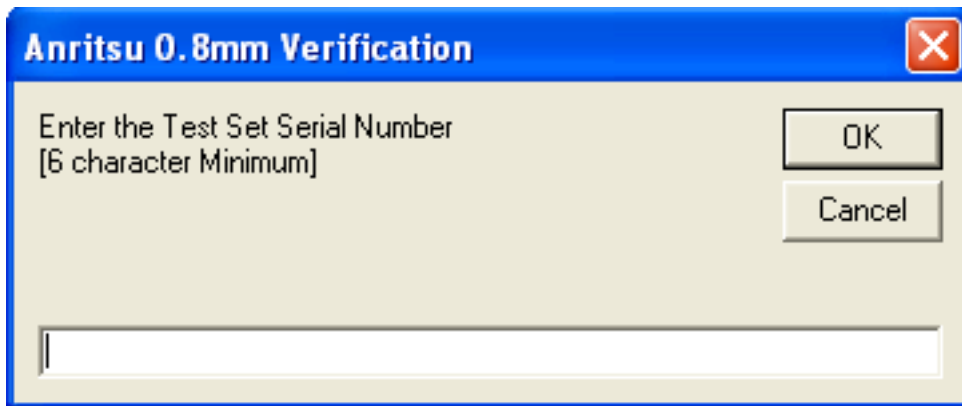 Anritsu 0.8mm Verification
Enter the Test Set Serial Number
[6 character Minimum]
OK
Cancel